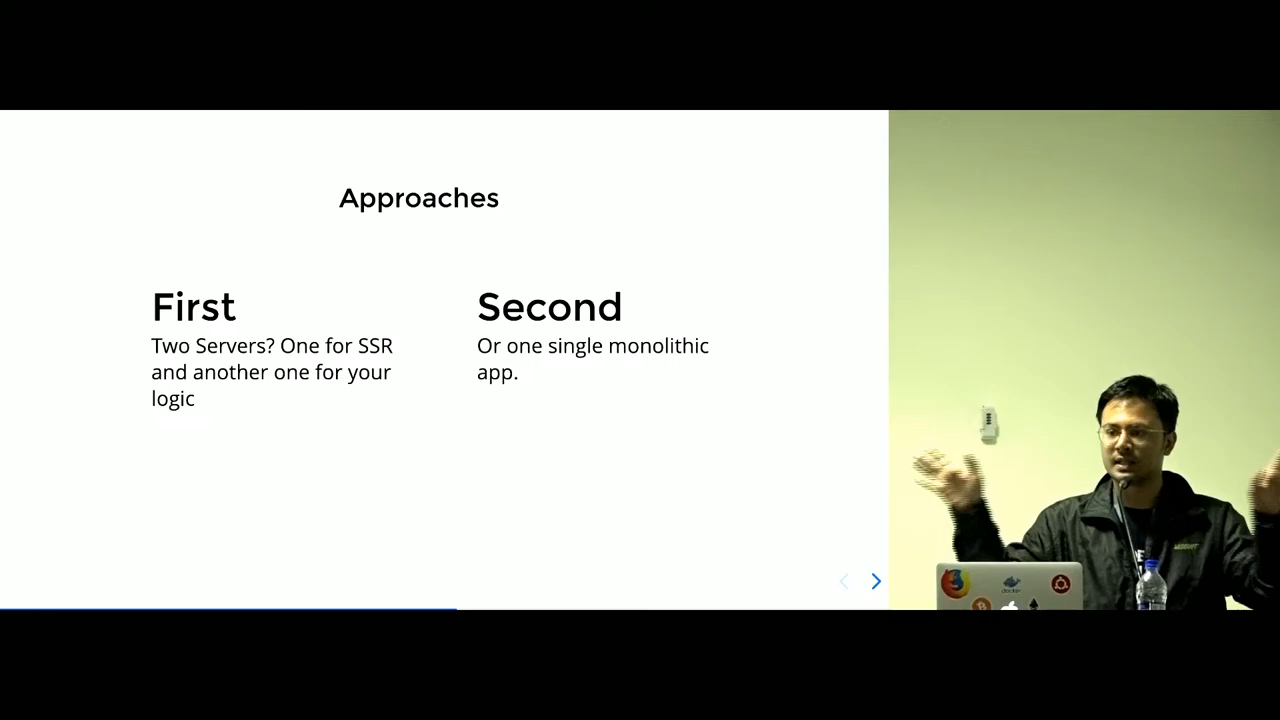 Approaches
First
Two Servers? One for SSR
and another one for your
logic
Second
Or one single monolithic
app.
docker